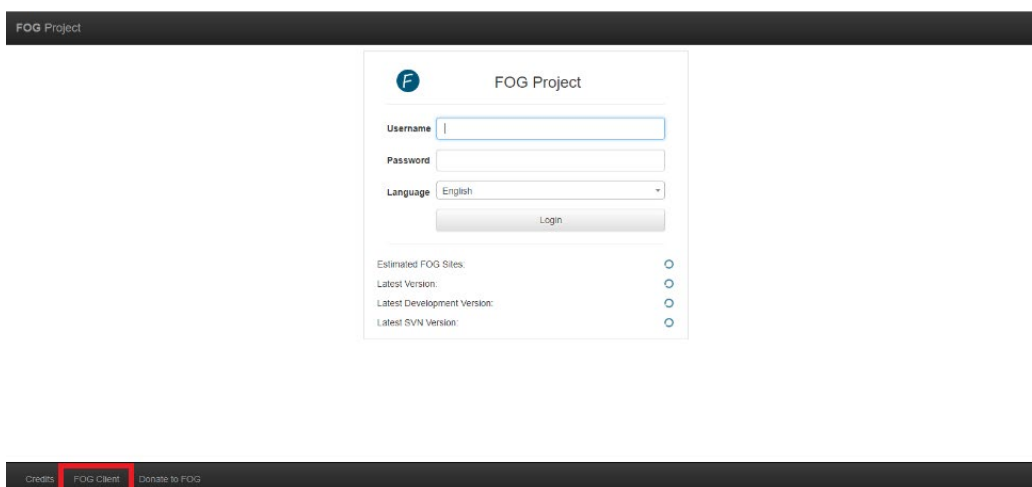 FOG Project
FOG Project
Username
Password
Language English
Login
Estimated FOG Sites:
Latest Version:
Latest Development Version:
Latest SVN Version:
Credits FOG Client Donate to FOG